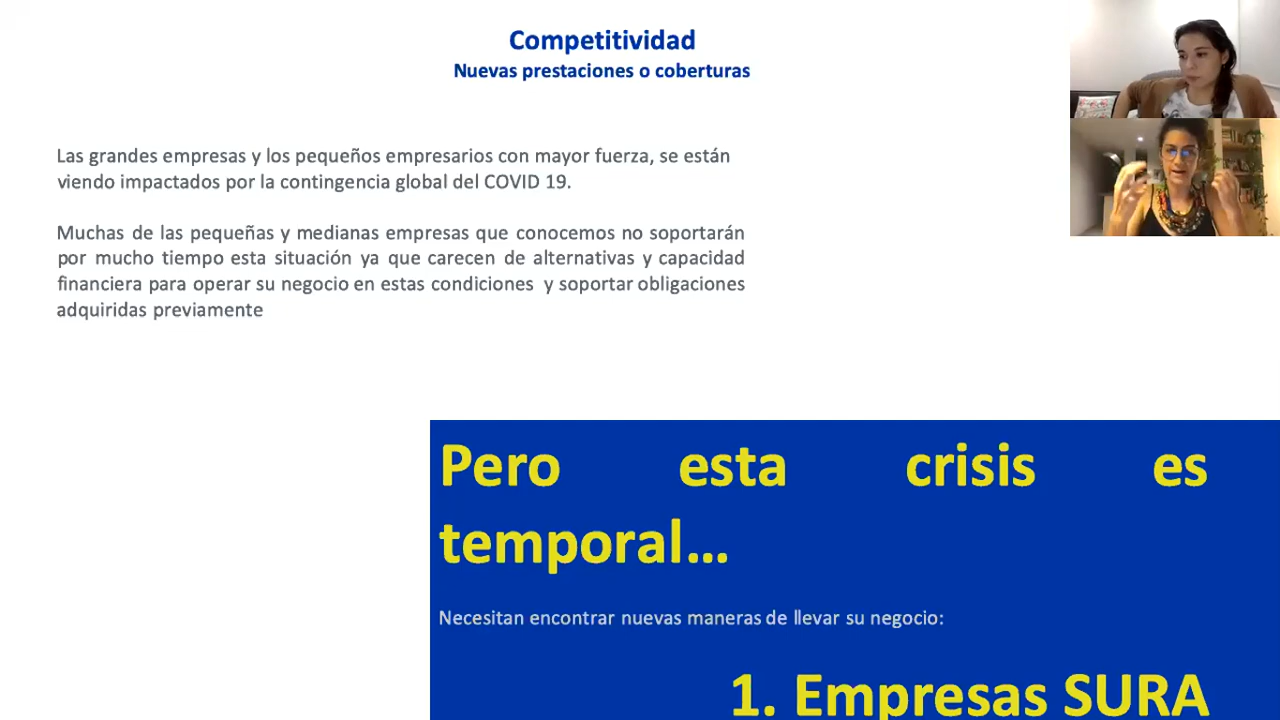 Competitividad
Nuevas prestaciones o coberturas
Las grandes empresas y los pequeños empresarios con mayor fuerza, se están
viendo impactados por la contingencia global del COVID 19.
Muchas de las pequeñas y medianas empresas que conocemos no soportarán
por mucho tiempo esta situación ya que carecen de alternativas y capacidad
financiera para operar su negocio en estas condiciones y soportar obligaciones
adquiridas previamente
Pero esta crisis es
temporal...
Necesitan encontrar nuevas maneras de llevar su negocio:
1. Empresas SURA